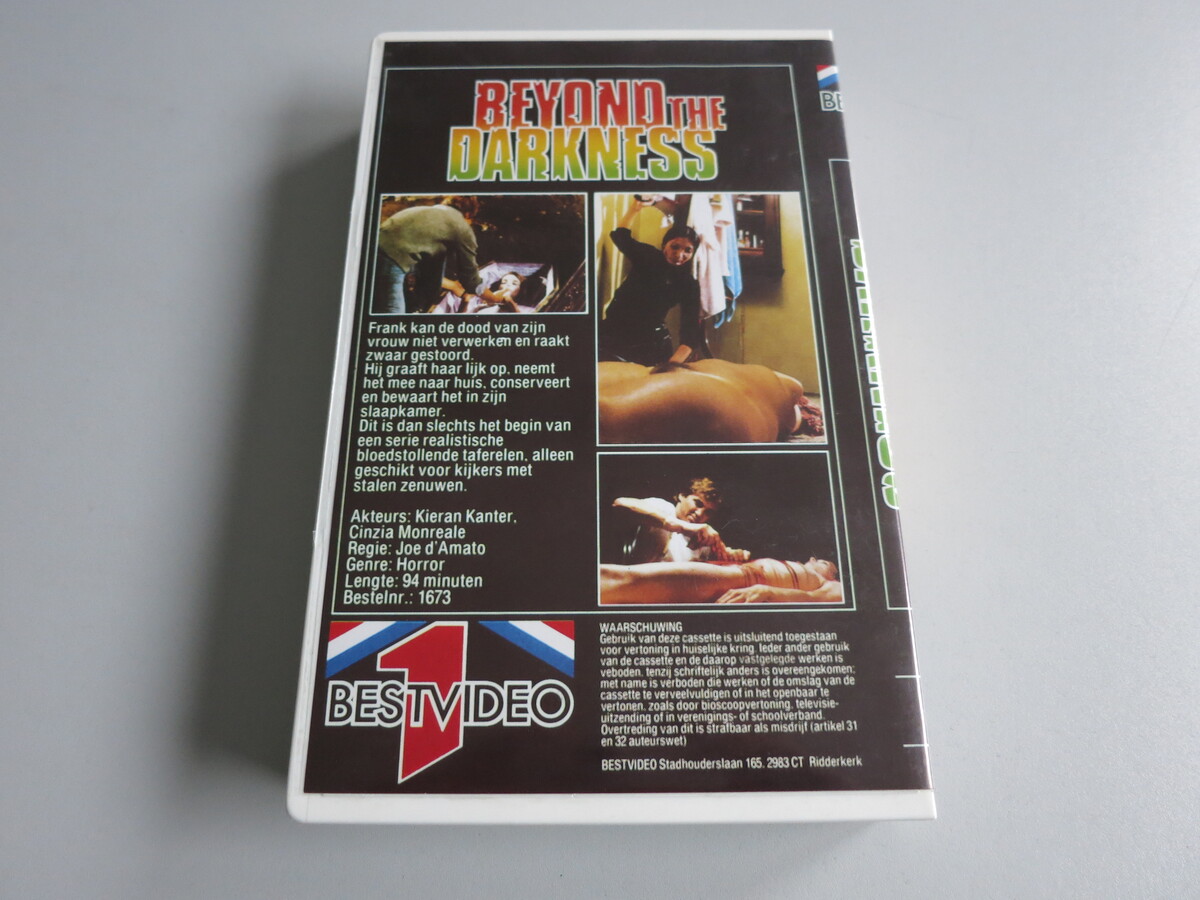 BEYOND THE
DARKNESS
Frank kan de dood van zijn
vrouw niet verwerken en raakt
zwaar gestoord.
Hij graaft haar lijk op, neemt
het mee naar huis, conserveert
en bewaart het in zijn
slaapkamer.
Dit is dan slechts het begin van
een serie realistische
bloedstollende taferelen, alleen
geschikt voor kijkers met
stalen zenuwen.
Akteurs: Kieran Kanter,
Cinzia Monreale
Regie: Joe d'Amato
Genre: Horror
Lengte: 94 minuten
Bestelnr.: 1673
1
BESTVIDEO
WAARSCHUWING
Gebruik van deze cassette is uitsluitend toegestaan
voor vertoning in huiselijke kring. Ieder ander gebruik
van de cassette en de daarop vastgelegde werken is
veboden, tenzij schriftelijk anders is overeengekomen;
met name is verboden die werken of de omslag van de
cassette te verveelvuldigen of in het openbaar te
vertonen, zoals door bioscoopvertoning, televisie-
uitzending of in verenigings- of schoolverband.
Overtreding van dit is strafbaar als misdrijf (artikel 31
en 32 auteurswet)
BESTVIDEO Stadhouderslaan 165, 2983 CT Ridderkerk
BE